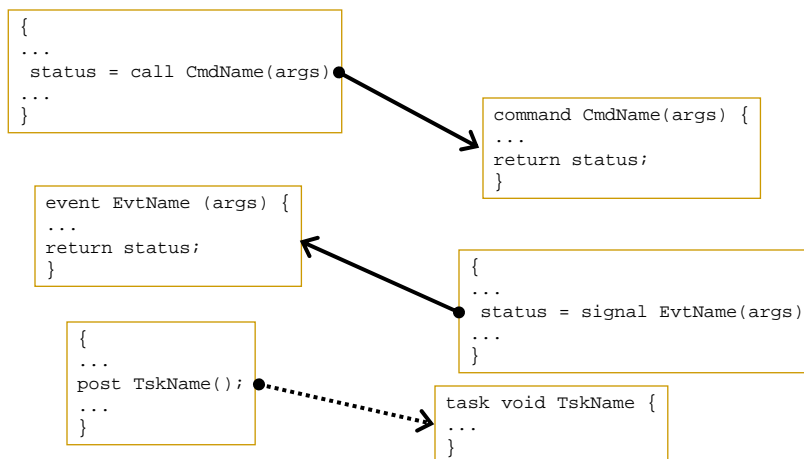 {
...
status = call CmdName(args)
...
}
command CmdName(args) {
...
return status;
}
event EvtName (args) {
...
return status;
}
{
...
status = signal EvtName(args)
...
}
{
...
post TskName();
...
}
task void TskName {
...
}